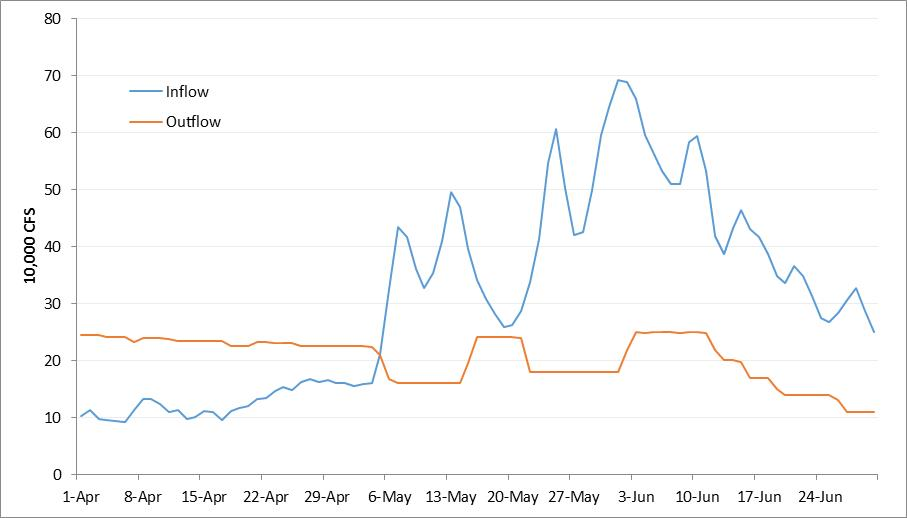 80
70
60
50
40
30
20
10
0
10,000 CFS
Inflow
Outflow
1-Apr 8-Apr 15-Apr 22-Apr 29-Apr 6-May 13-May 20-May 27-May 3-Jun 10-Jun 17-Jun 24-Jun